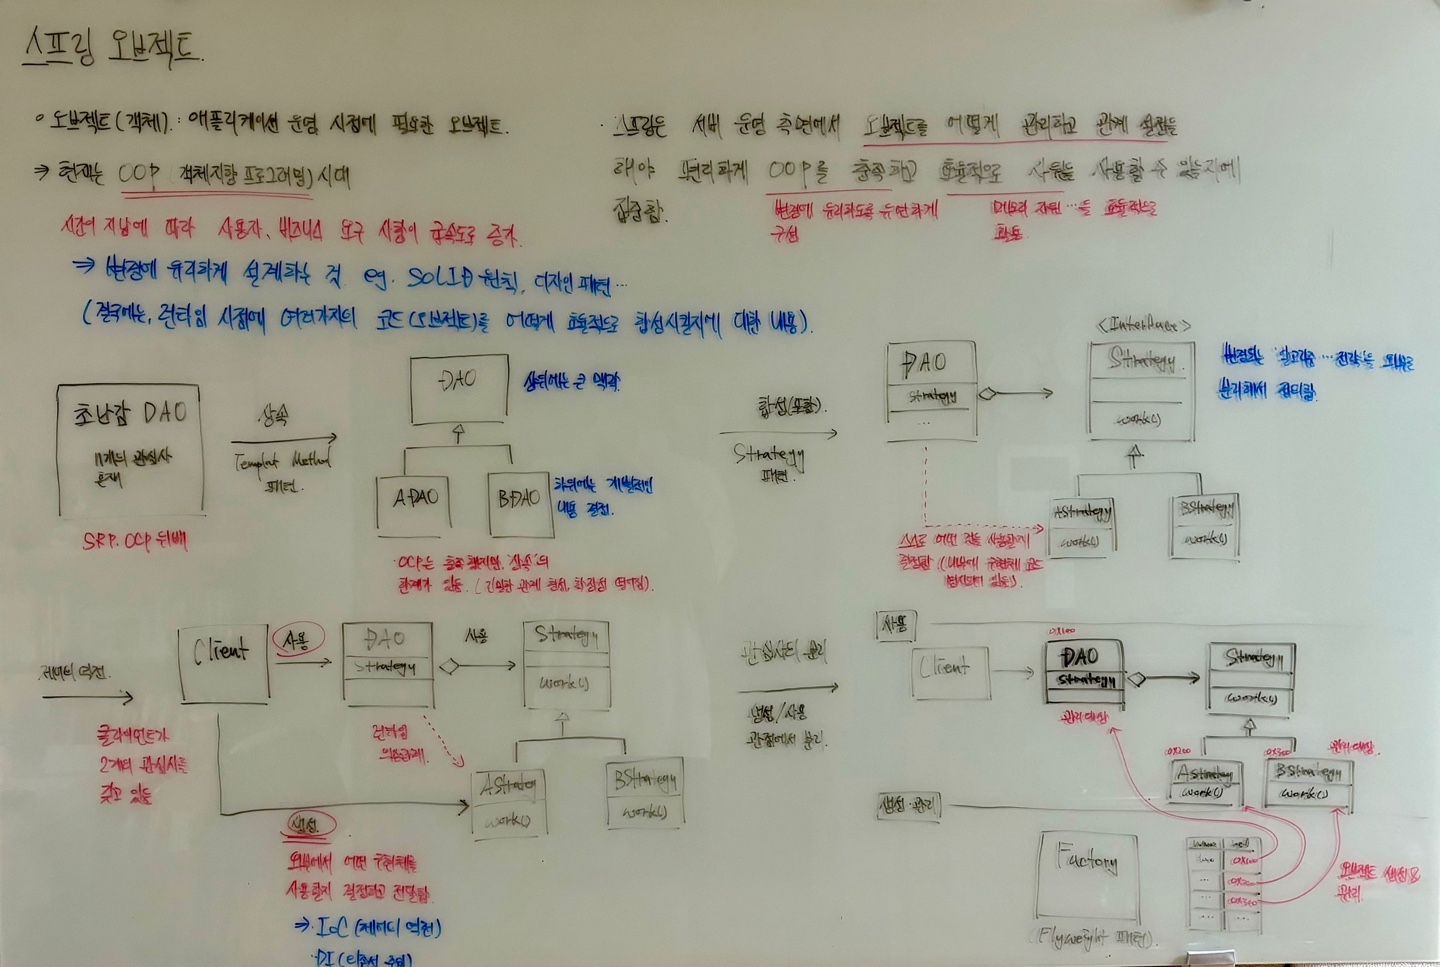 스프링 오브젝트.
◦ 오브젝트(객체) : 애플리케이션 운영 시점에 필요한 오브젝트.
⇒ 현재는 OOP (객체지향 프로그래밍) 시대
시간이 지남에 따라 사용자, 비즈니스 요구 사항이 급속도로 증가.
⇒ 변경에 유리하게 설계하는 것 eg. SOLID 원칙, 디자인 패턴…
(결국에는, 런타임 시점에 여러가지의 코드(오브젝트)를 어떻게 효율적으로 합성시킬지에 대한 내용).
· 스프링은 서버 운영 측면에서 오브젝트를 어떻게 관리하고 관계 설정을
해야 편리하게 OOP를 충족하고 효율적으로 자원을 사용할 수 있는지에
집중함.
변경에 유리하도록 유연하게
구성
메모리 자원…를 효율적으로
활용
초난감 DAO
n개의 관심사
존재
SRP. OCP 위배
상속
Template Method
패턴.
DAO
상위에는 큰 맥락
A DAO
B DAO
하위에는 개별적인
내용 결정.
·OCP는 충족 했지만, '상속'의
한계가 있음. (긴밀한 관계 형성, 확장성 떨어짐).
합성(포함).
Strategy
패턴.
DAO
strategy
…
<Interface>
Strategy
work()
변경되는 알고리즘…전략을 외부로
분리해서 정의함.
AStrategy
work()
BStrategy
work()
스스로 어떤 것을 사용할지
결정함. (내부에 구현체 코드
명시되어 있음).
제어의 역전.
클라이언트가
2개의 관심사를
갖고 있음
Client
사용
DAO
Strategy
사용
Strategy
work()
런타임
의존관계.
AStrategy
work()
BStrategy
work()
생성.
외부에서 어떤 구현체를
사용할지 결정하고 전달함.
⇒ · IoC (제어의 역전)
· DI (의존성 주입)
관심사의 분리
생성/사용
관점에서 분리.
사용
Client
0x100
DAO
Strategy
관리대상
Strategy
work()
0x200
AStrategy
work()
0x300
BStrategy
work()
관리 대상.
생성·관리
Factory
(Flyweight 패턴).
0x100
… 0x200
… 0x300
… …
오브젝트 생성 &
관리.